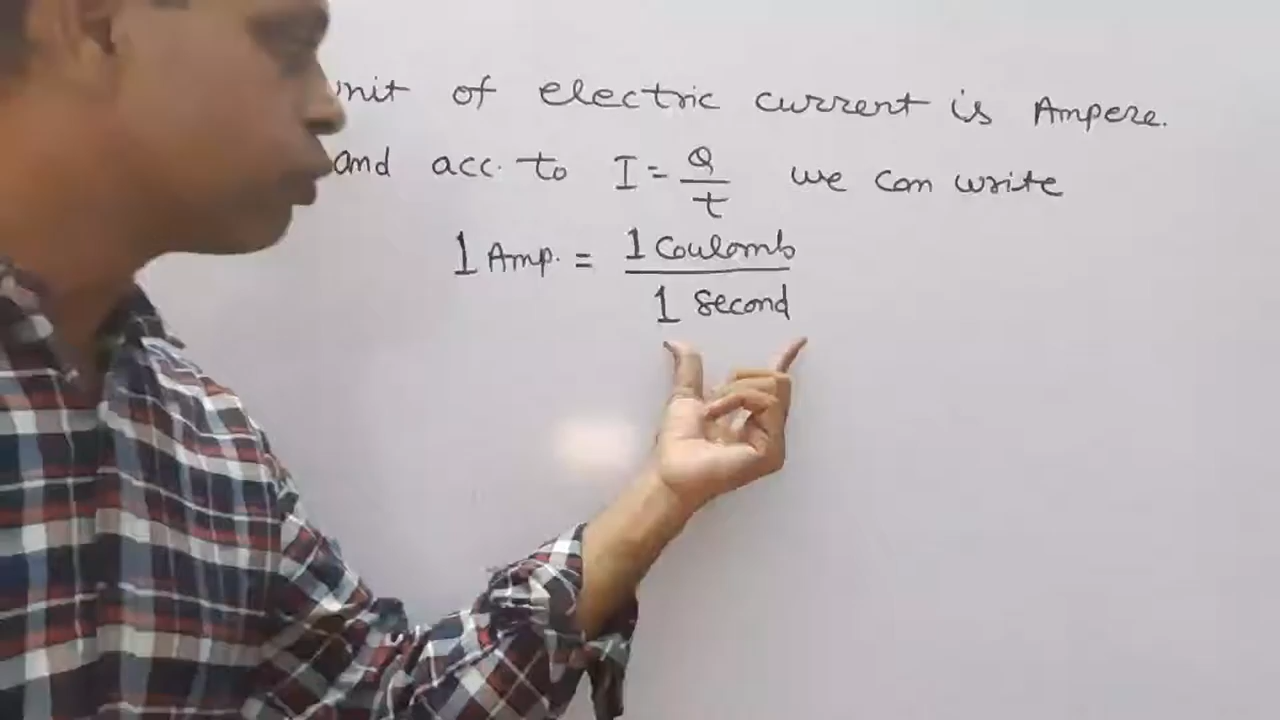 unit of electric current is Ampere.
and acc. to I = Q/t we can write
1 Amp. = 1 Coulomb / 1 Second